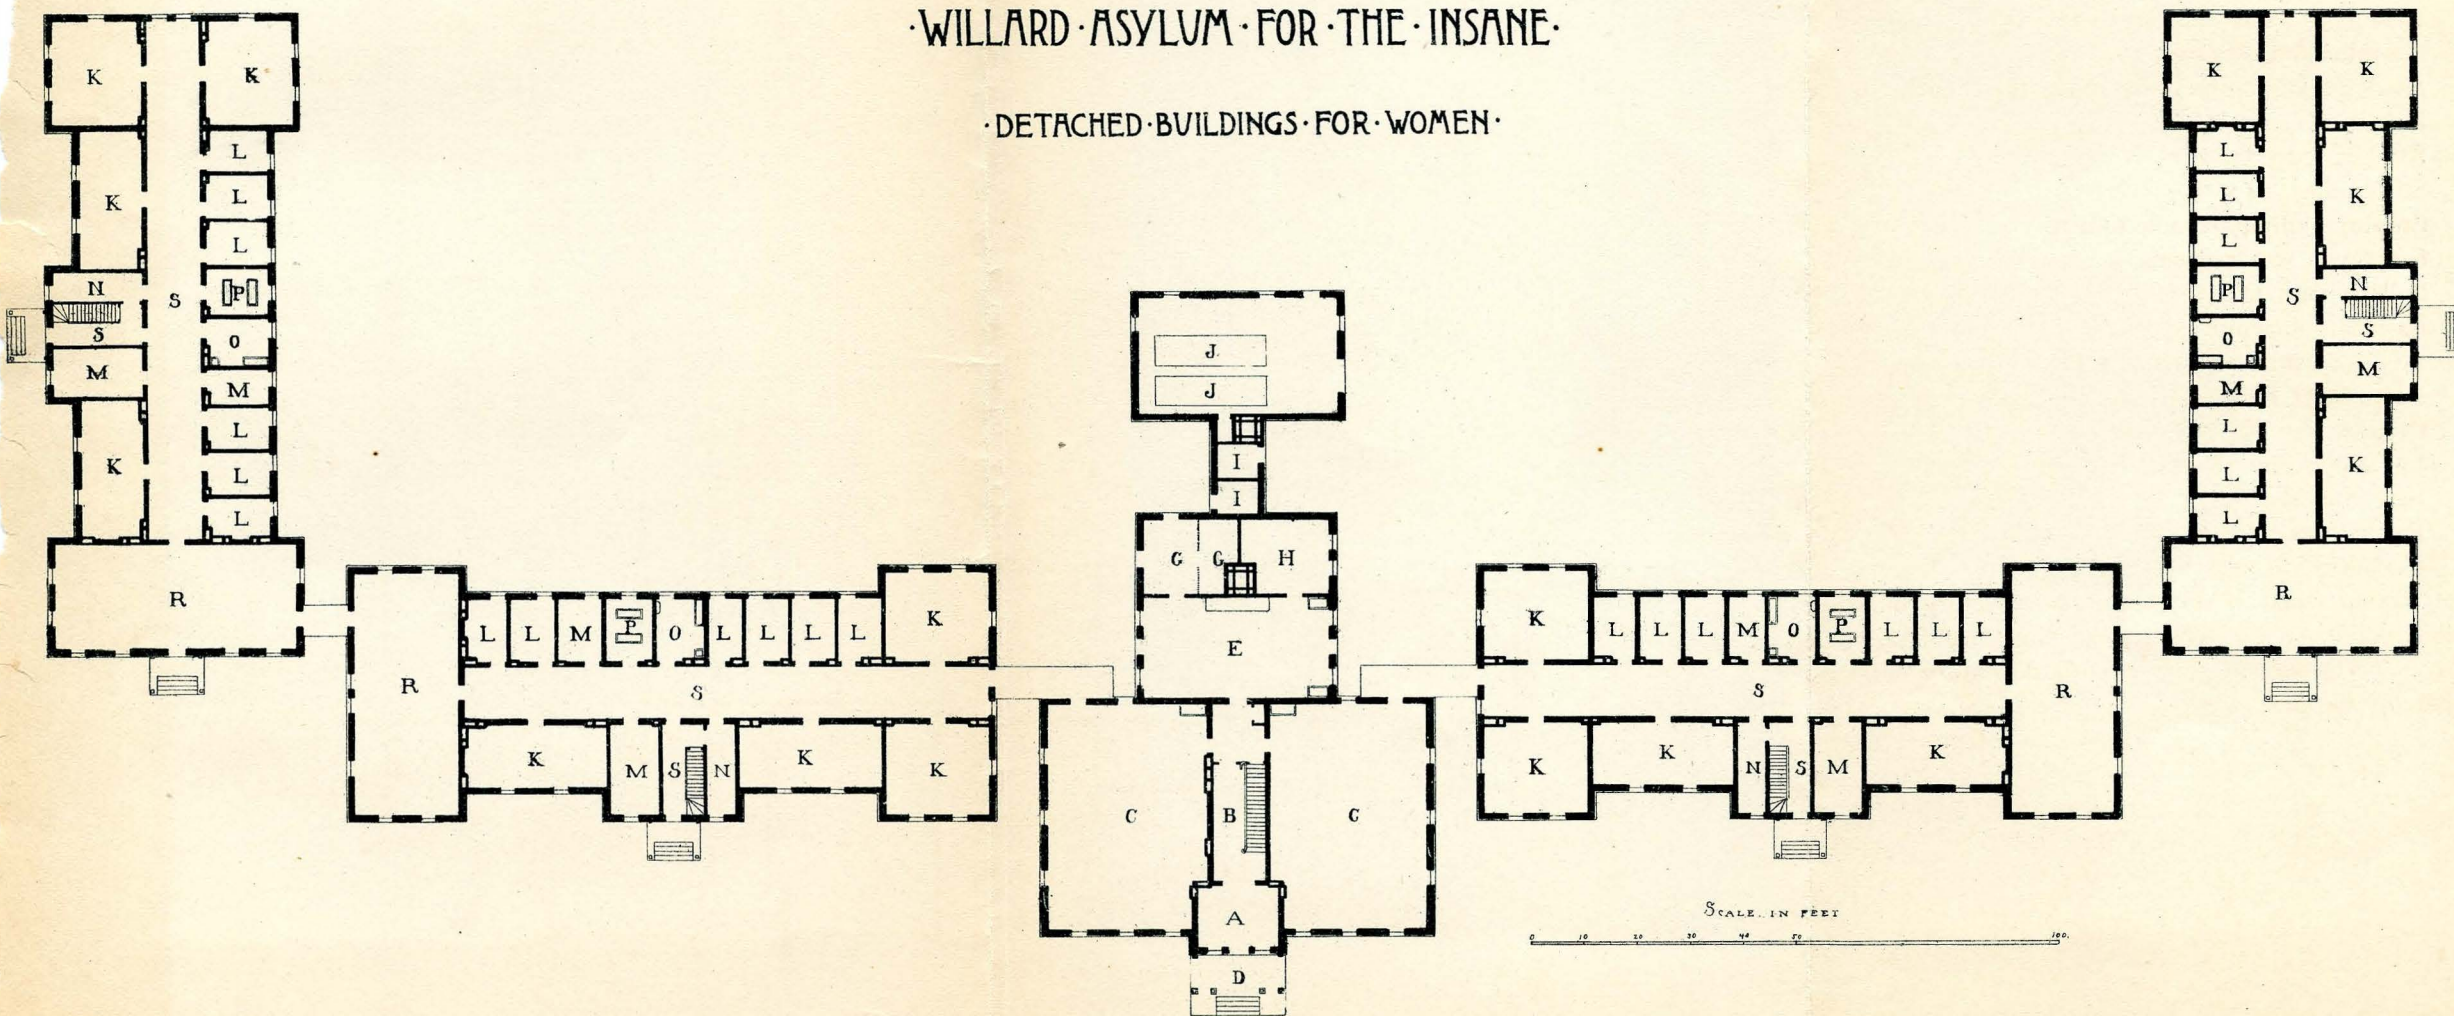 ·WILLARD·ASYLUM·FOR·THE·INSANE·
·DETACHED·BUILDINGS·FOR·WOMEN·
K K K K
L L
K L L K
L L
N P P N
S S S S
O O
M M
M M
L L
K L L K
L L
J
J
I
I
G G H
R R
L L M P O L L L L K E K L L L M O P L L L
R S S R
K M S N K K K K N S M K
C B C
A
D
SCALE. IN FEET
0 10 20 30 40 50 100.